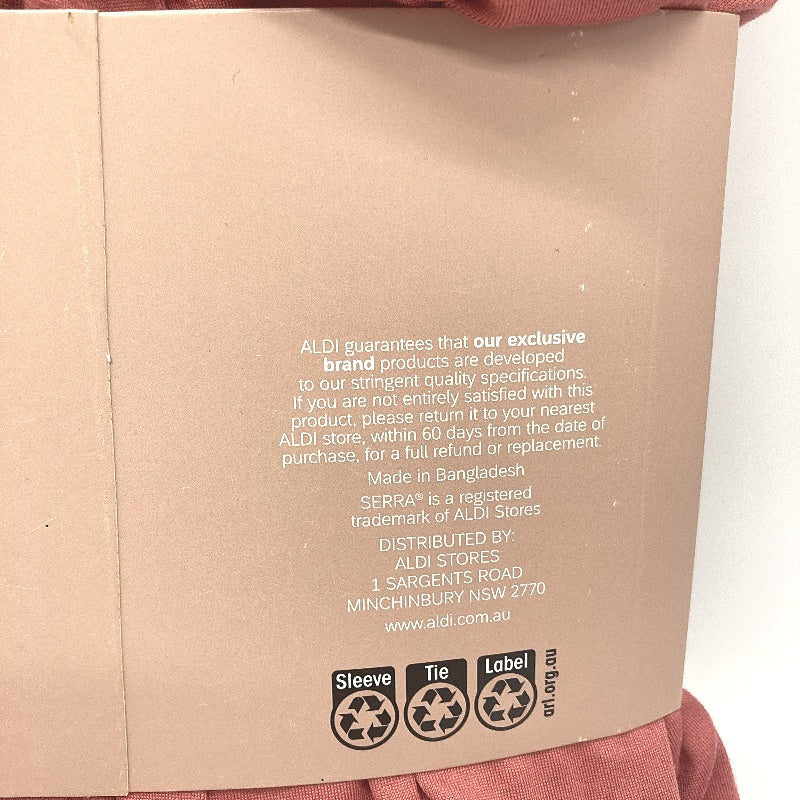 ALDI guarantees that our exclusive
brand products are developed
to our stringent quality specifications.
If you are not entirely satisfied with this
product, please return it to your nearest
ALDI store, within 60 days from the date of
purchase, for a full refund or replacement.
Made in Bangladesh
SERRA® is a registered
trademark of ALDI Stores
DISTRIBUTED BY:
ALDI STORES
1 SARGENTS ROAD
MINCHINBURY NSW 2770
www.aldi.com.au
Sleeve Tie Label
arl.org.au